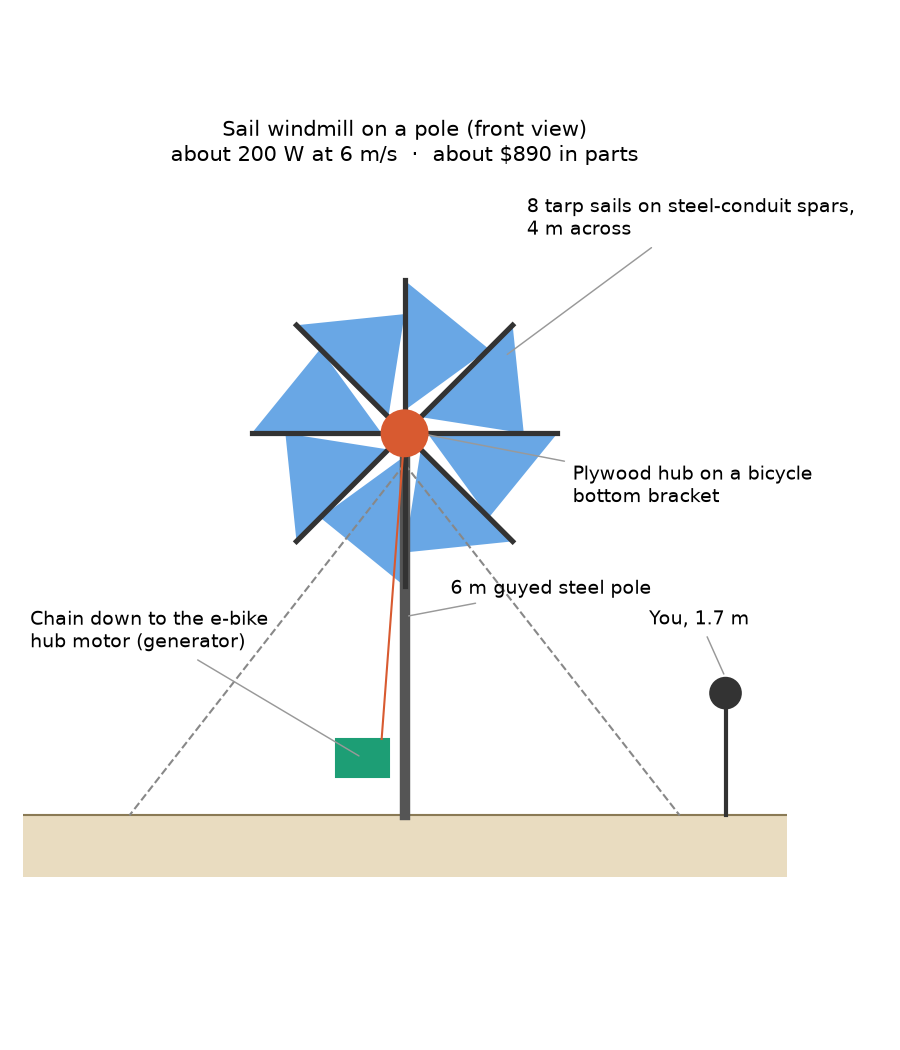 Sail windmill on a pole (front view)
about 200 W at 6 m/s · about $890 in parts
8 tarp sails on steel-conduit spars,
4 m across
Plywood hub on a bicycle
bottom bracket
6 m guyed steel pole
Chain down to the e-bike
hub motor (generator)
You, 1.7 m